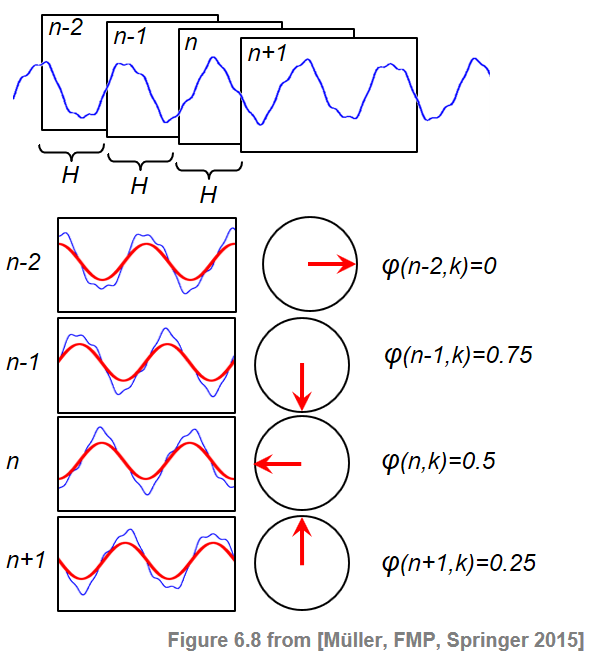 n-2
n-1
n
n+1
H
H
H
n-2
φ(n-2,k)=0
n-1
φ(n-1,k)=0.75
n
φ(n,k)=0.5
n+1
φ(n+1,k)=0.25
Figure 6.8 from [Müller, FMP, Springer 2015]